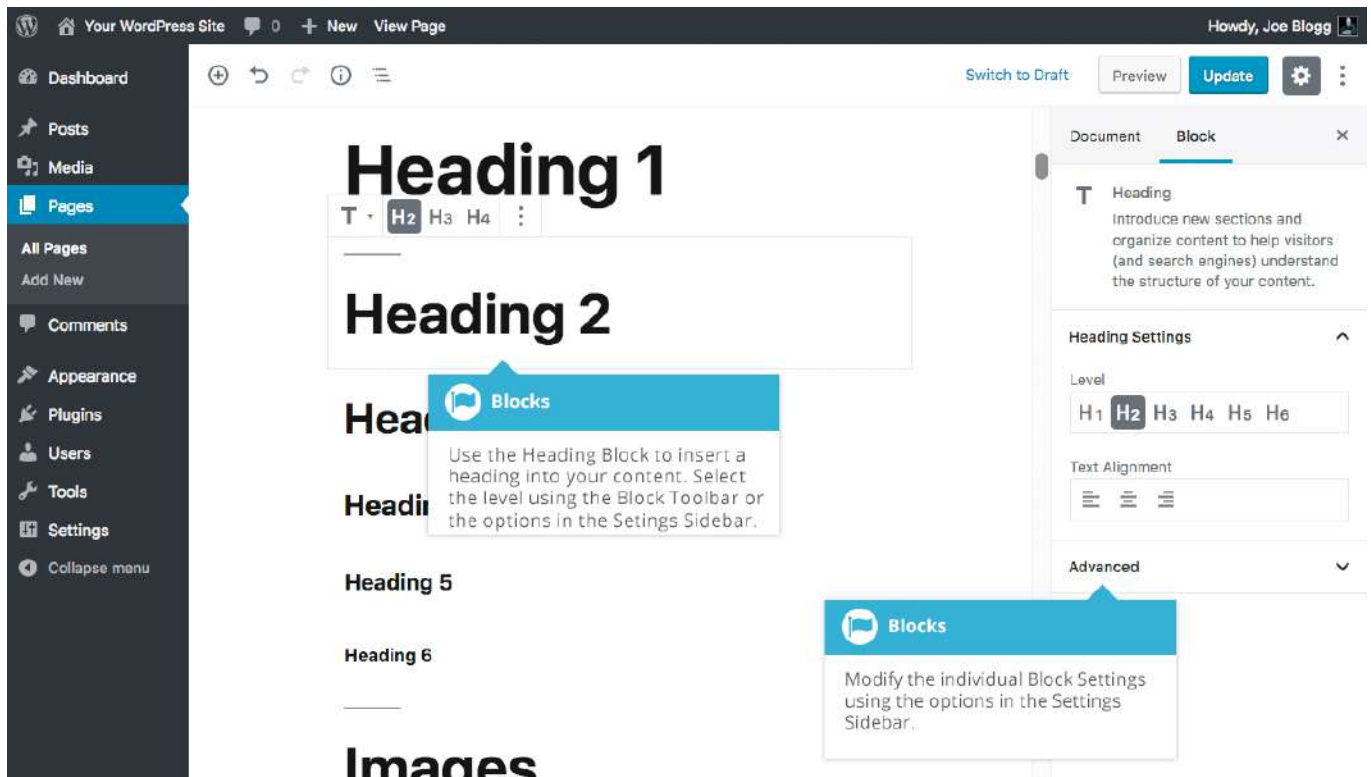 Your WordPress Site 0 + New View Page Howdy, Joe Blogg
Dashboard
Posts
Media
Pages
All Pages
Add New
Comments
Appearance
Plugins
Users
Tools
Settings
Collapse menu
Switch to Draft Preview Update
Heading 1
T H2 H3 H4
Heading 2
Blocks
Use the Heading Block to insert a
heading into your content. Select
the level using the Block Toolbar or
the options in the Setings Sidebar.
Heading 5
Heading 6
Images
Document Block
T Heading
Introduce new sections and
organize content to help visitors
(and search engines) understand
the structure of your content.
Heading Settings
Level
H1 H2 H3 H4 H5 H6
Text Alignment
Advanced
Blocks
Modify the individual Block Settings
using the options in the Settings
Sidebar.